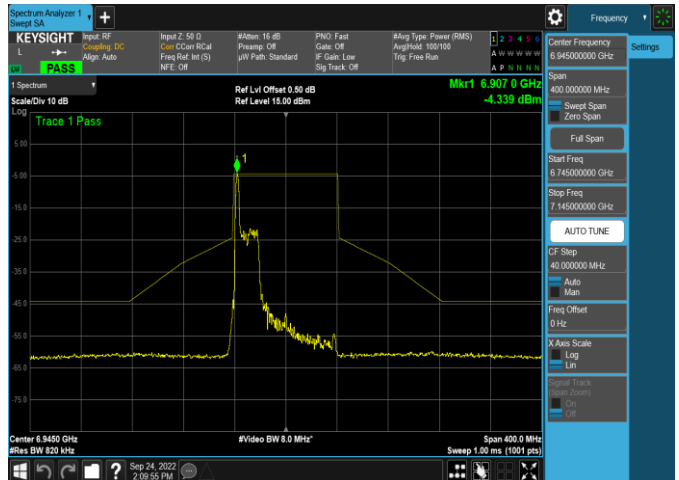 Spectrum Analyzer 1
Swept SA
Frequency
KEYSIGHT
L
PASS
Input: RF
Coupling: DC
Align: Auto
Input Z: 50 Ω
Corr CCorr RCal
Freq Ref: Int (S)
NFE: Off
#Atten: 16 dB
Preamp: Off
µW Path: Standard
PNO: Fast
Gate: Off
IF Gain: Low
Sig Track: Off
#Avg Type: Power (RMS)
Avg|Hold: 100/100
Trig: Free Run
1 2 3 4 5 6
A W W W W W
A P N N N N
1 Spectrum
Scale/Div 10 dB
Ref Lvl Offset 0.50 dB
Ref Level 15.00 dBm
Mkr1 6.907 0 GHz
-4.339 dBm
Log
Trace 1 Pass
1
5.00
-5.00
-15.0
-25.0
-35.0
-45.0
-55.0
-65.0
-75.0
Center 6.9450 GHz
#Res BW 820 kHz
#Video BW 8.0 MHz*
Span 400.0 MHz
Sweep 1.00 ms (1001 pts)
Center Frequency
6.945000000 GHz
Settings
Span
400.000000 MHz
Swept Span
Zero Span
Full Span
Start Freq
6.745000000 GHz
Stop Freq
7.145000000 GHz
AUTO TUNE
CF Step
40.000000 MHz
Auto
Man
Freq Offset
0 Hz
X Axis Scale
Log
Lin
Signal Track
(Span Zoom)
On
Off
?
Sep 24, 2022
2:09:55 PM